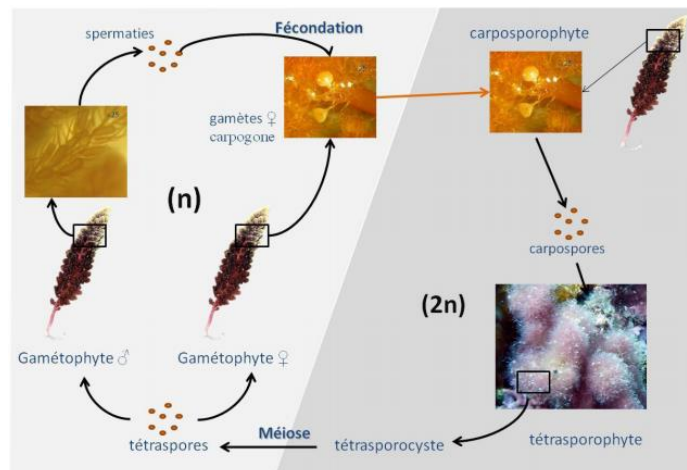 spermaties
Fécondation
carposporophyte
gamètes ♀
carpogone
(n)
carpospores
(2n)
Gamétophyte ♂
Gamétophyte ♀
tétraspores
Méiose
tétrasporocyste
tétrasporophyte